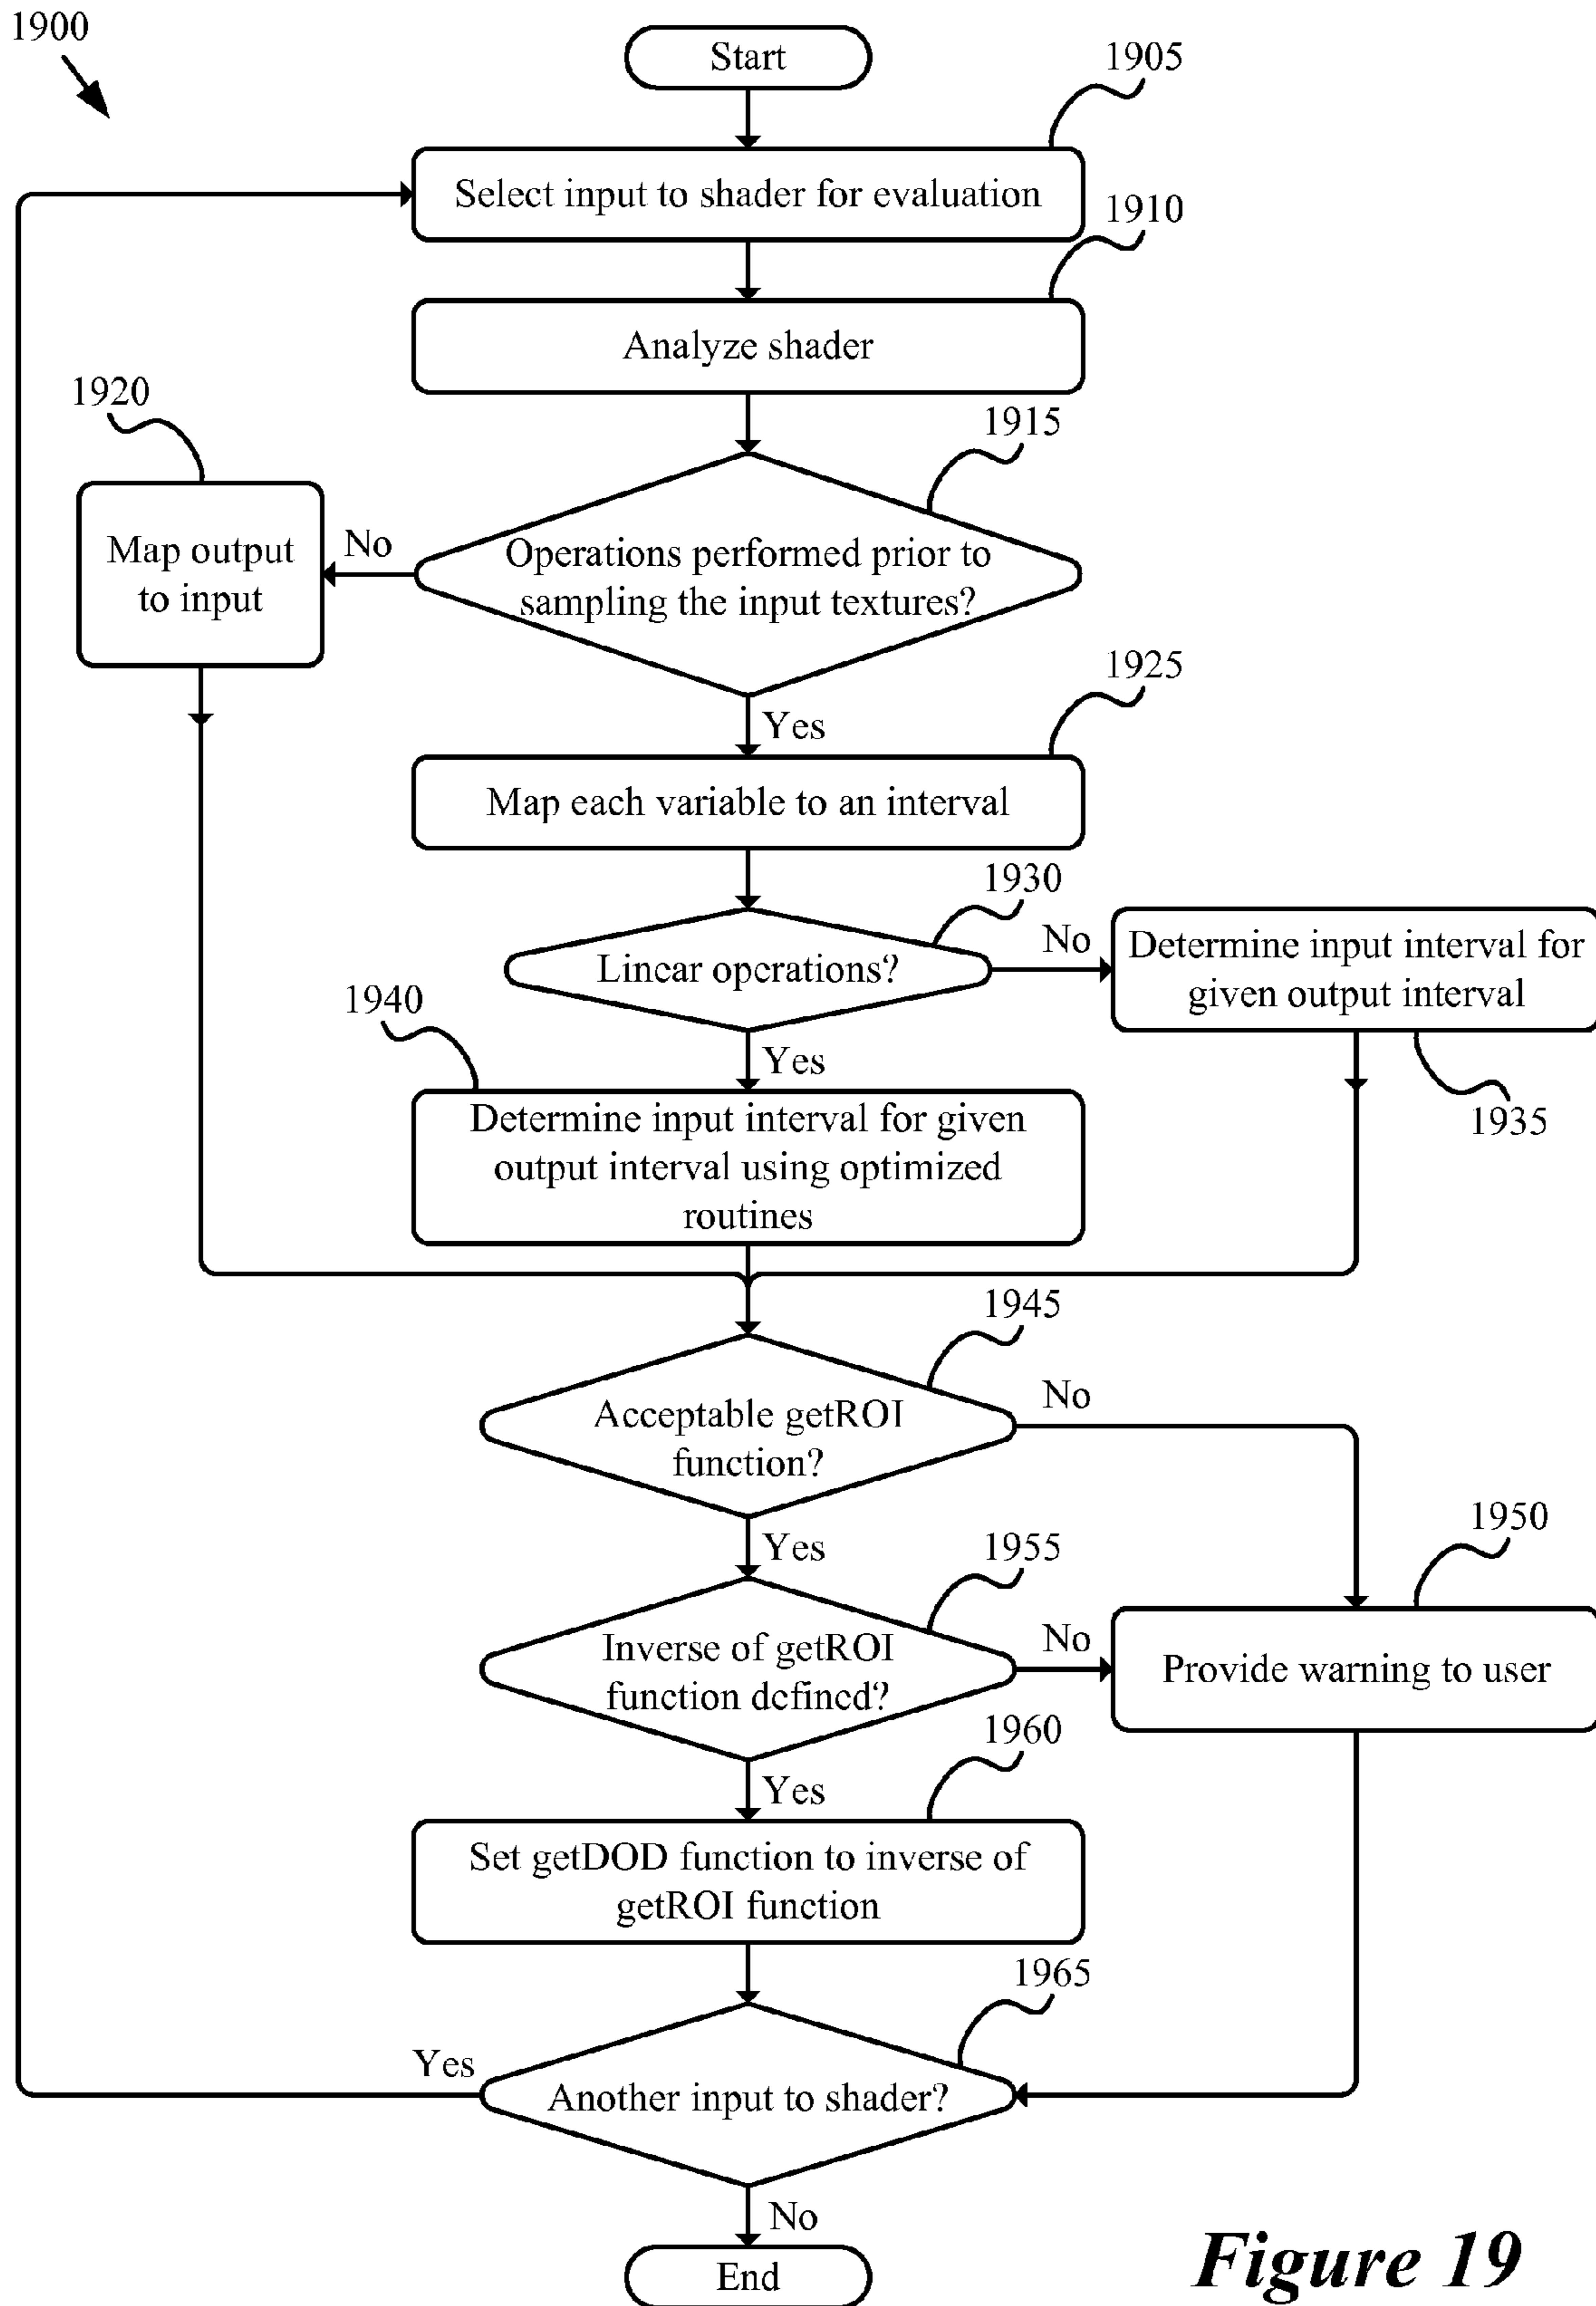 1900
Start
1905
Select input to shader for evaluation
1910
Analyze shader
1920
1915
Map output
to input
No
Operations performed prior to
sampling the input textures?
1925
Yes
Map each variable to an interval
1930
Linear operations?
No
Determine input interval for
given output interval
1940
Yes
1935
Determine input interval for given
output interval using optimized
routines
1945
Acceptable getROI
function?
No
1950
Yes
1955
Inverse of getROI
function defined?
No
Provide warning to user
1960
Yes
Set getDOD function to inverse of
getROI function
1965
Yes
Another input to shader?
No
End
Figure 19